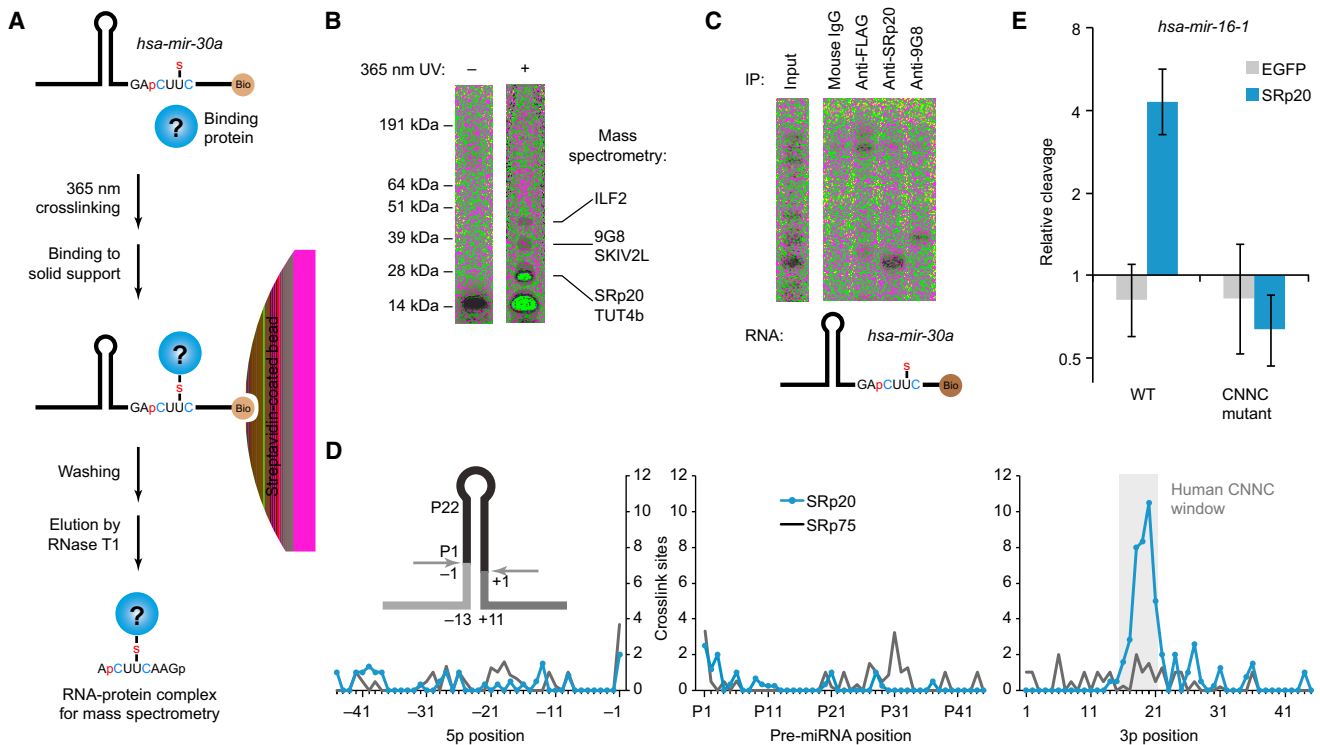 A
hsa-mir-30a
s
GApCUUC
Bio
?
Binding
protein
365 nm
crosslinking
Binding to
solid support
?
s
GApCUUC
Bio
Streptavidin-coated bead
Washing
Elution by
RNase T1
?
s
ApCUUCAAGp
RNA-protein complex
for mass spectrometry
B
365 nm UV:
–
+
191 kDa
64 kDa
51 kDa
39 kDa
28 kDa
14 kDa
Mass
spectrometry:
ILF2
9G8
SKIV2L
SRp20
TUT4b
C
IP:
Input
Mouse IgG
Anti-FLAG
Anti-SRp20
Anti-9G8
RNA:
hsa-mir-30a
s
GApCUUC
Bio
E
hsa-mir-16-1
EGFP
SRp20
Relative cleavage
8
4
2
1
0.5
WT
CNNC
mutant
D
P22
P1
–1
+1
–13
+11
12
10
8
6
4
2
0
–41
–31
–21
–11
–1
5p position
Crosslink sites
12
10
8
6
4
2
0
SRp20
SRp75
P1
P11
P21
P31
P41
Pre-miRNA position
12
10
8
6
4
2
0
Human CNNC
window
1
11
21
31
41
3p position